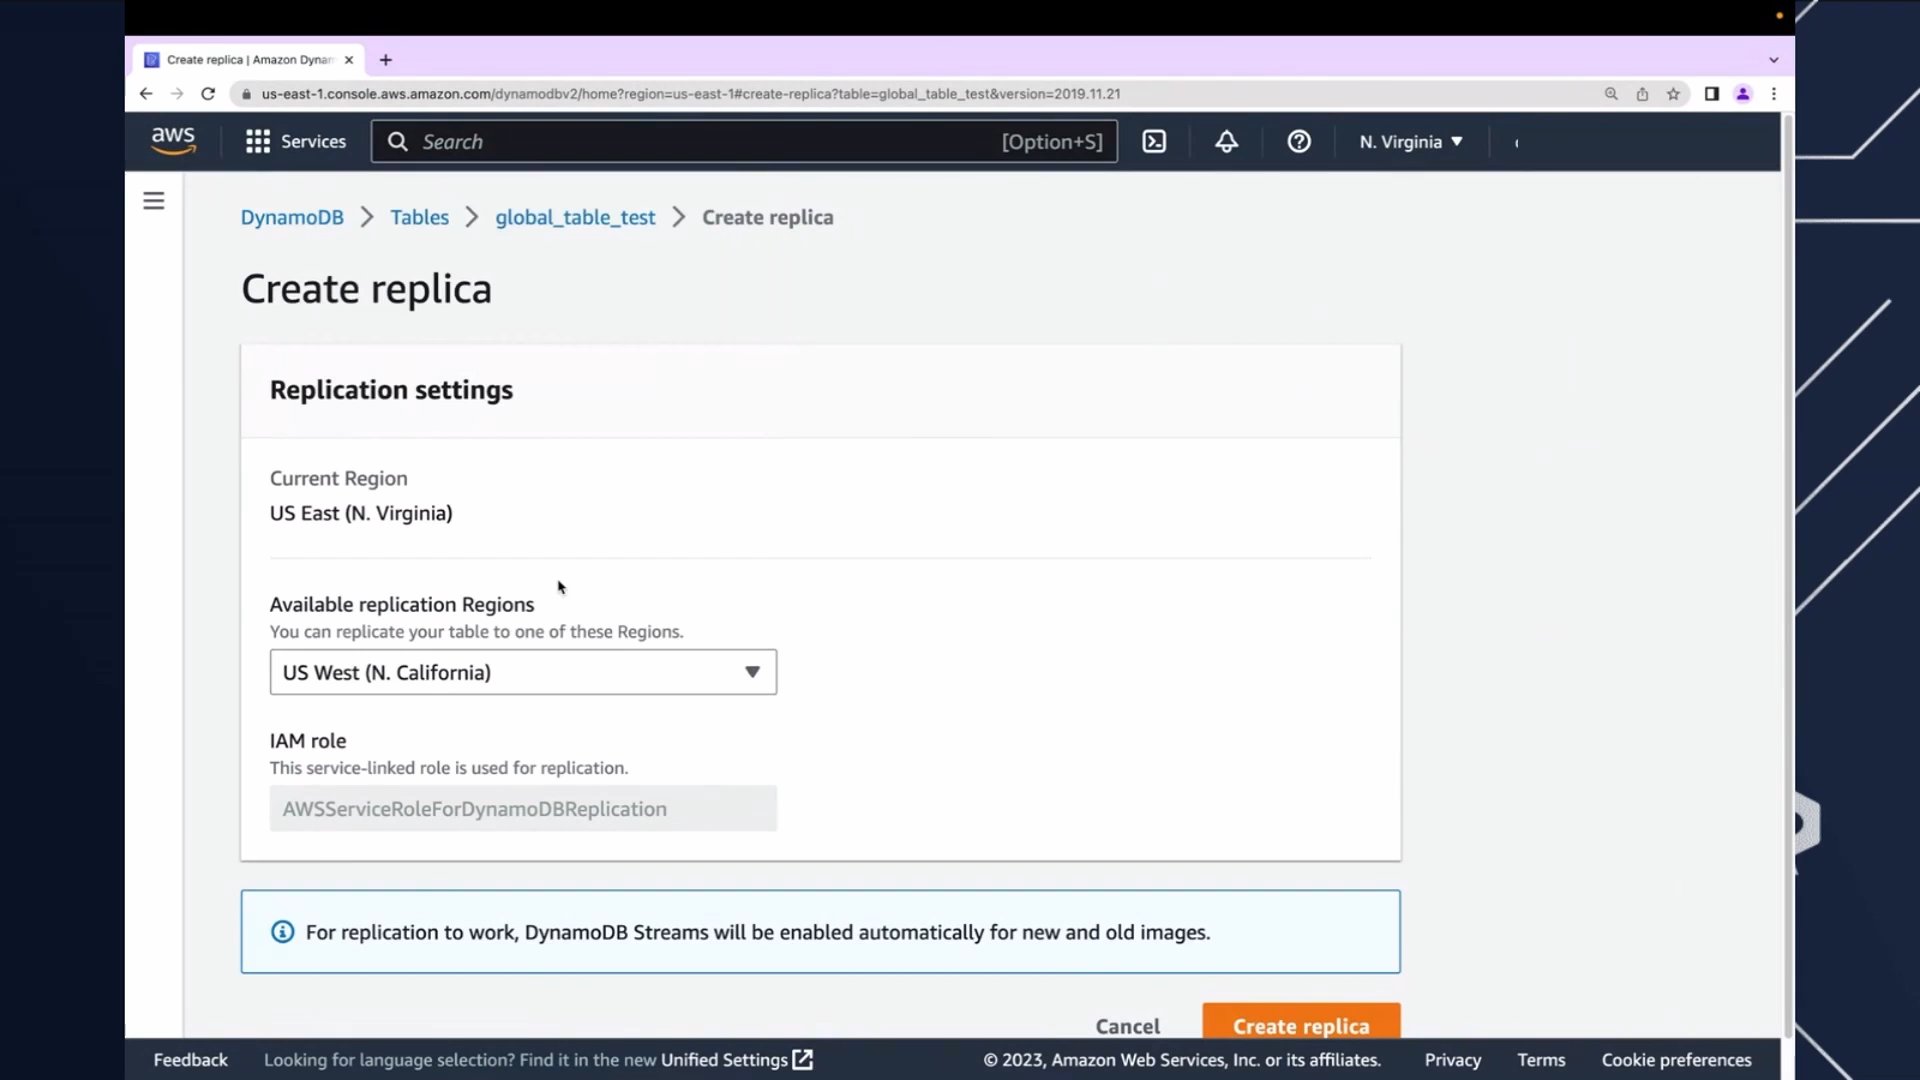 Create replica | Amazon Dynam
us-east-1.console.aws.amazon.com/dynamodbv2/home?region=us-east-1#create-replica?table=global_table_test&version=2019.11.21
aws
Services
Search
[Option+S]
N. Virginia
DynamoDB
Tables
global_table_test
Create replica
Create replica
Replication settings
Current Region
US East (N. Virginia)
Available replication Regions
You can replicate your table to one of these Regions.
US West (N. California)
IAM role
This service-linked role is used for replication.
AWSServiceRoleForDynamoDBReplication
For replication to work, DynamoDB Streams will be enabled automatically for new and old images.
Cancel
Create replica
Feedback
Looking for language selection? Find it in the new Unified Settings
© 2023, Amazon Web Services, Inc. or its affiliates.
Privacy
Terms
Cookie preferences